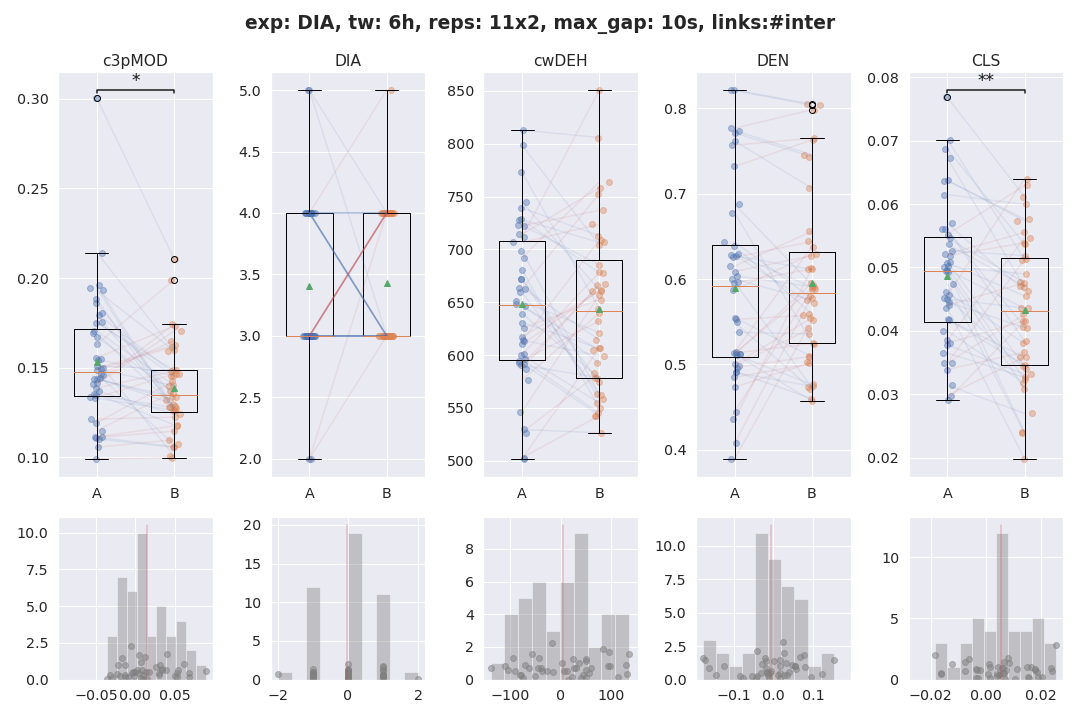 exp: DIA, tw: 6h, reps: 11x2, max_gap: 10s, links:#inter
c3pMOD DIA cwDEH DEN CLS
* **
0.30 0.25 0.20 0.15 0.10
A B
5.0 4.5 4.0 3.5 3.0 2.5 2.0
A B
850 800 750 700 650 600 550 500
A B
0.8 0.7 0.6 0.5 0.4
A B
0.08 0.07 0.06 0.05 0.04 0.03 0.02
A B
10.0 7.5 5.0 2.5 0.0
−0.05 0.00 0.05
20 15 10 5 0
−2 0 2
8 6 4 2 0
−100 0 100
10.0 7.5 5.0 2.5 0.0
−0.1 0.0 0.1
10 5 0
−0.02 0.00 0.02